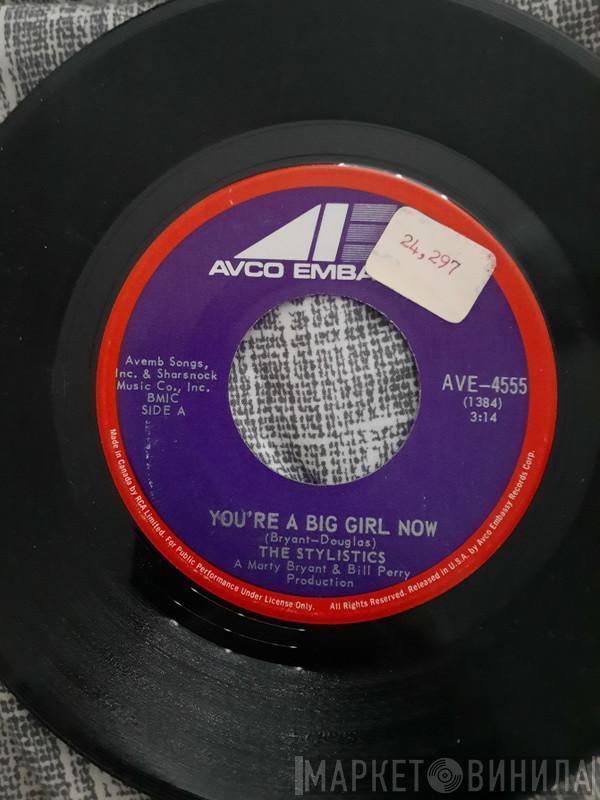 AVCO EMBA
24,297
Avemb Songs,
Inc. & Sharsnock
Music Co., Inc.
BMIC
SIDE A
AVE-4555
(1384)
3:14
YOU'RE A BIG GIRL NOW
(Bryant-Douglas)
THE STYLISTICS
A Marty Bryant & Bill Perry
Production
Made in Canada by RCA Limited. For Public Performance Under License Only. All Rights Reserved. Released in U.S.A. by Avco Embassy Records Corp.
МАРКЕТ ВИНИЛА